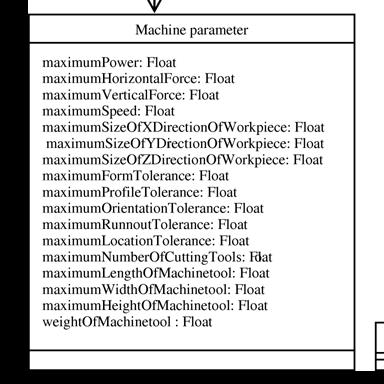 Machine parameter
maximumPower: Float
maximumHorizontalForce: Float
maximumVerticalForce: Float
maximumSpeed: Float
maximumSizeOfXDirectionOfWorkpiece: Float
maximumSizeOfYDirectionOfWorkpiece: Float
maximumSizeOfZDirectionOfWorkpiece: Float
maximumFormTolerance: Float
maximumProfileTolerance: Float
maximumOrientationTolerance: Float
maximumRunnoutTolerance: Float
maximumLocationTolerance: Float
maximumNumberOfCuttingTools: Float
maximumLengthOfMachinetool: Float
maximumWidthOfMachinetool: Float
maximumHeightOfMachinetool: Float
weightOfMachinetool : Float